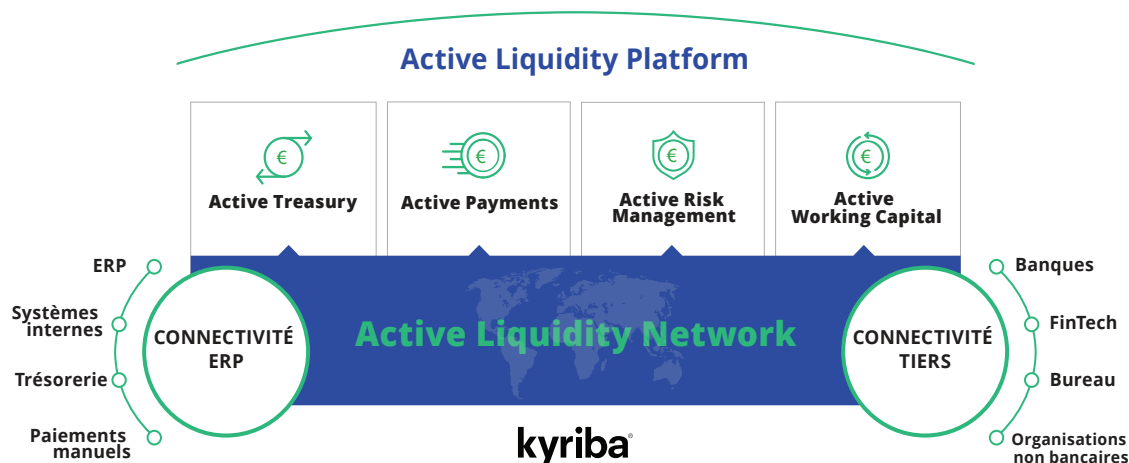 Active Liquidity Platform
€
€
€
€
Active Treasury
Active Payments
Active Risk
Management
Active
Working Capital
ERP
Systèmes
internes
Trésorerie
Paiements
manuels
CONNECTIVITÉ
ERP
Active Liquidity Network
CONNECTIVITÉ
TIERS
Banques
FinTech
Bureau
Organisations
non bancaires
kyriba®